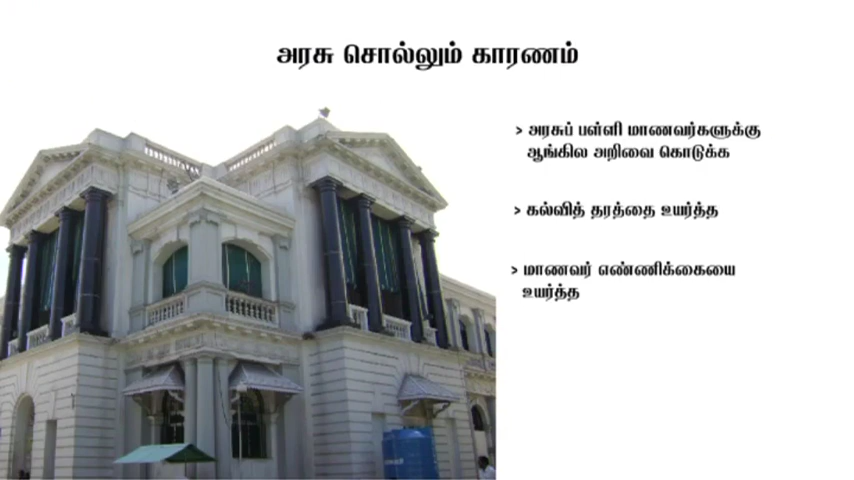 அரசு சொல்லும் காரணம்
> அரசுப் பள்ளி மாணவர்களுக்கு
ஆங்கில அறிவை கொடுக்க
> கல்வித் தரத்தை உயர்த்த
> மாணவர் எண்ணிக்கையை
உயர்த்த